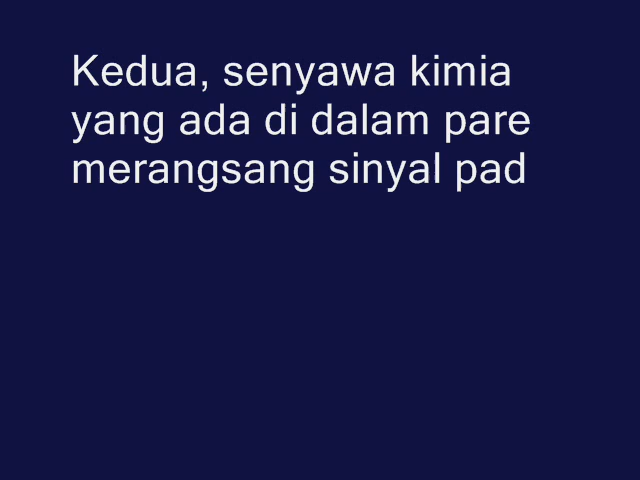 Kedua, senyawa kimia
yang ada di dalam pare
merangsang sinyal pad